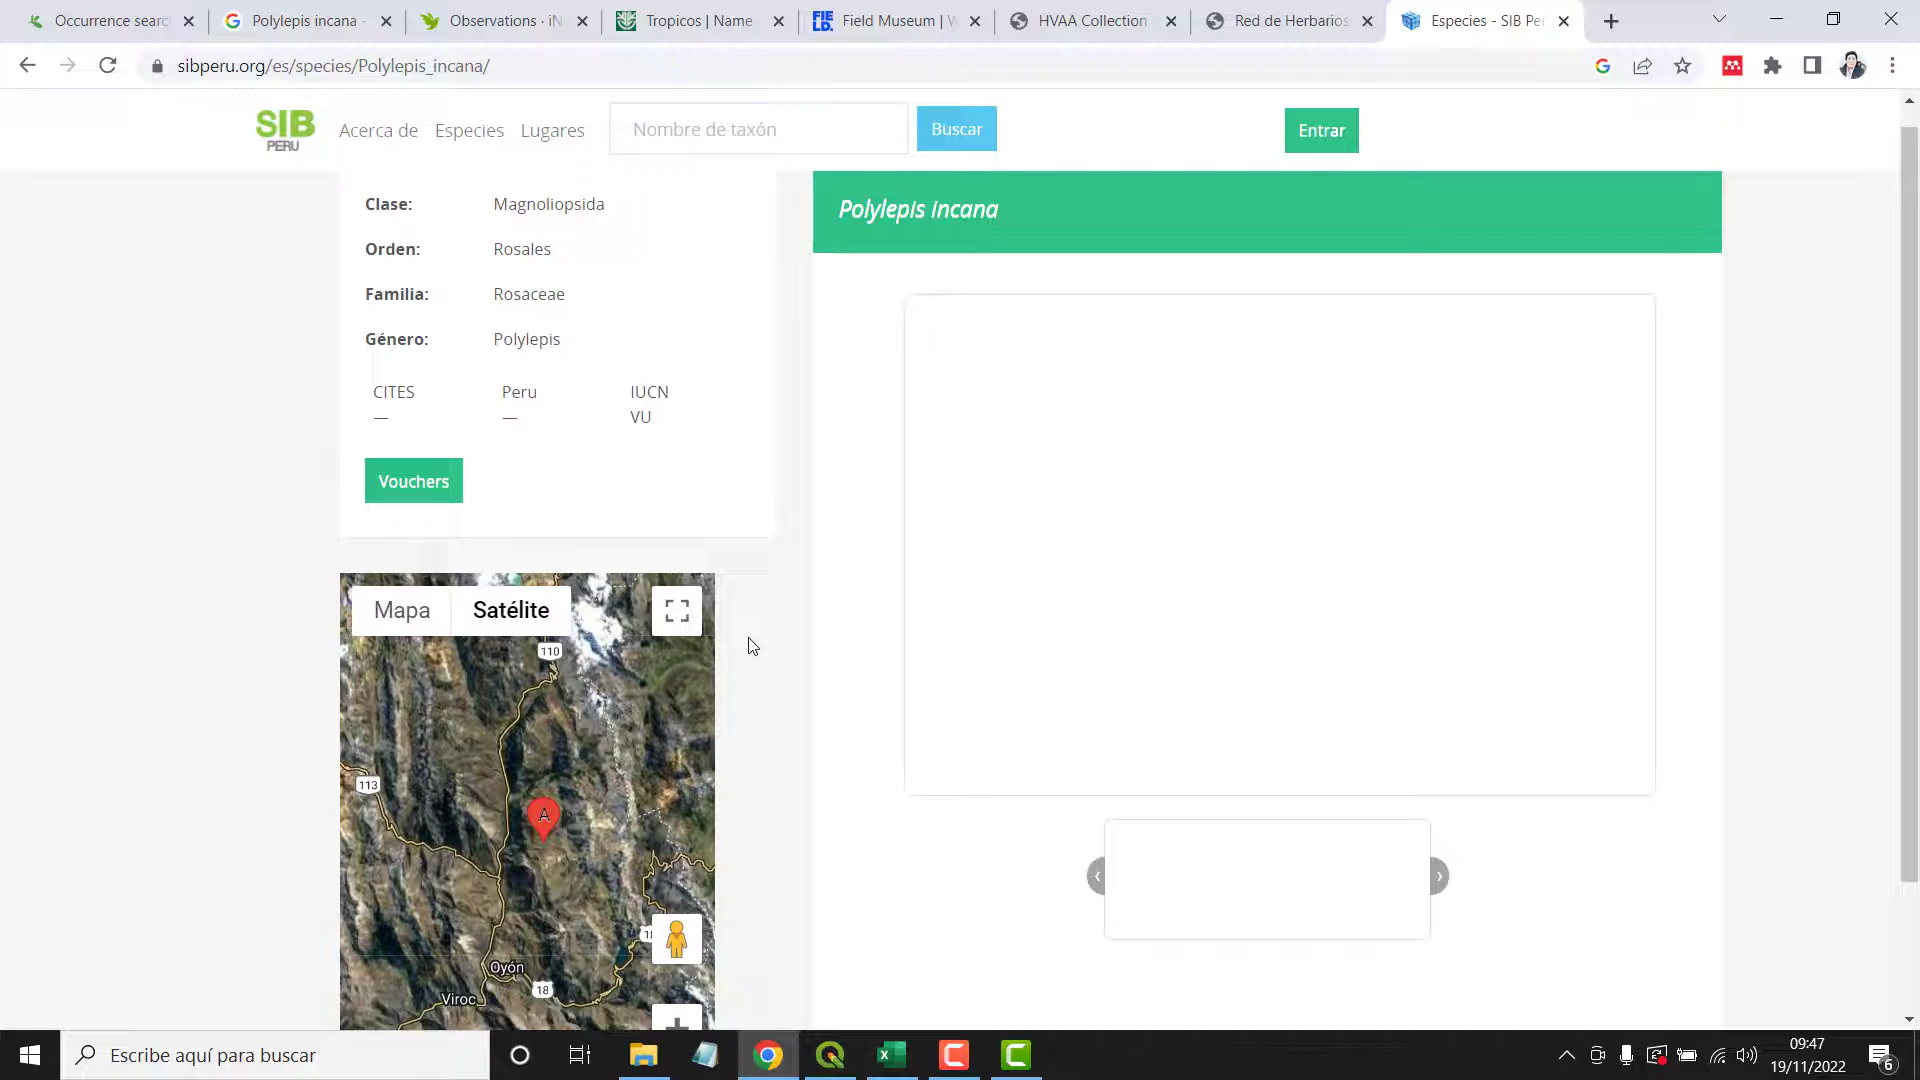 Occurrence searc
Polylepis incana -
Observations · iN
Tropicos | Name
FIELD.
Field Museum | V
HVAA Collection
Red de Herbarios
Especies - SIB Pe
sibperu.org/es/species/Polylepis_incana/
SIB
PERU
Acerca de
Especies
Lugares
Nombre de taxón
Buscar
Entrar
Clase:
Magnoliopsida
Orden:
Rosales
Familia:
Rosaceae
Género:
Polylepis
CITES
Peru
IUCN
—
—
VU
Vouchers
Polylepis incana
Mapa
Satélite
110
113
A
Oyón
18
Viroc
Escribe aquí para buscar
09:47
19/11/2022
6